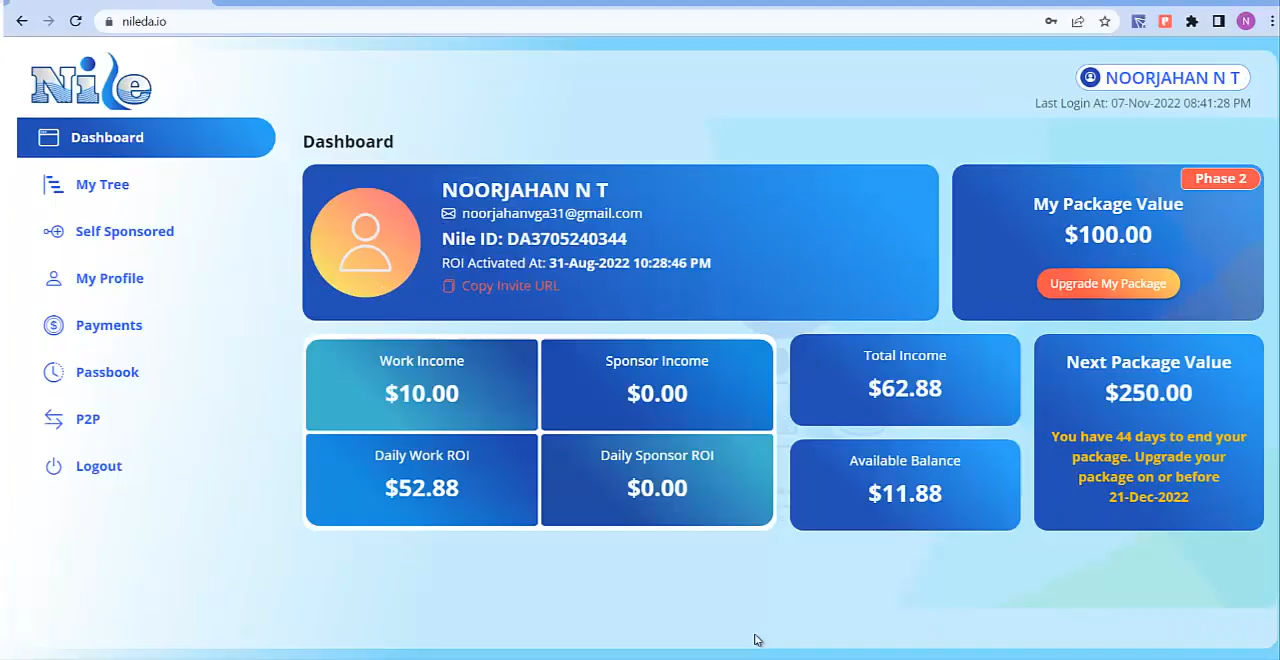 nileda.io
N
Nile
NOORJAHAN N T
Last Login At: 07-Nov-2022 08:41:28 PM
Dashboard
My Tree
Self Sponsored
My Profile
Payments
Passbook
P2P
Logout
Dashboard
NOORJAHAN N T
noorjahanvga31@gmail.com
Nile ID: DA3705240344
ROI Activated At: 31-Aug-2022 10:28:46 PM
Copy Invite URL
Phase 2
My Package Value
$100.00
Upgrade My Package
Work Income
$10.00
Sponsor Income
$0.00
Daily Work ROI
$52.88
Daily Sponsor ROI
$0.00
Total Income
$62.88
Available Balance
$11.88
Next Package Value
$250.00
You have 44 days to end your
package. Upgrade your
package on or before
21-Dec-2022